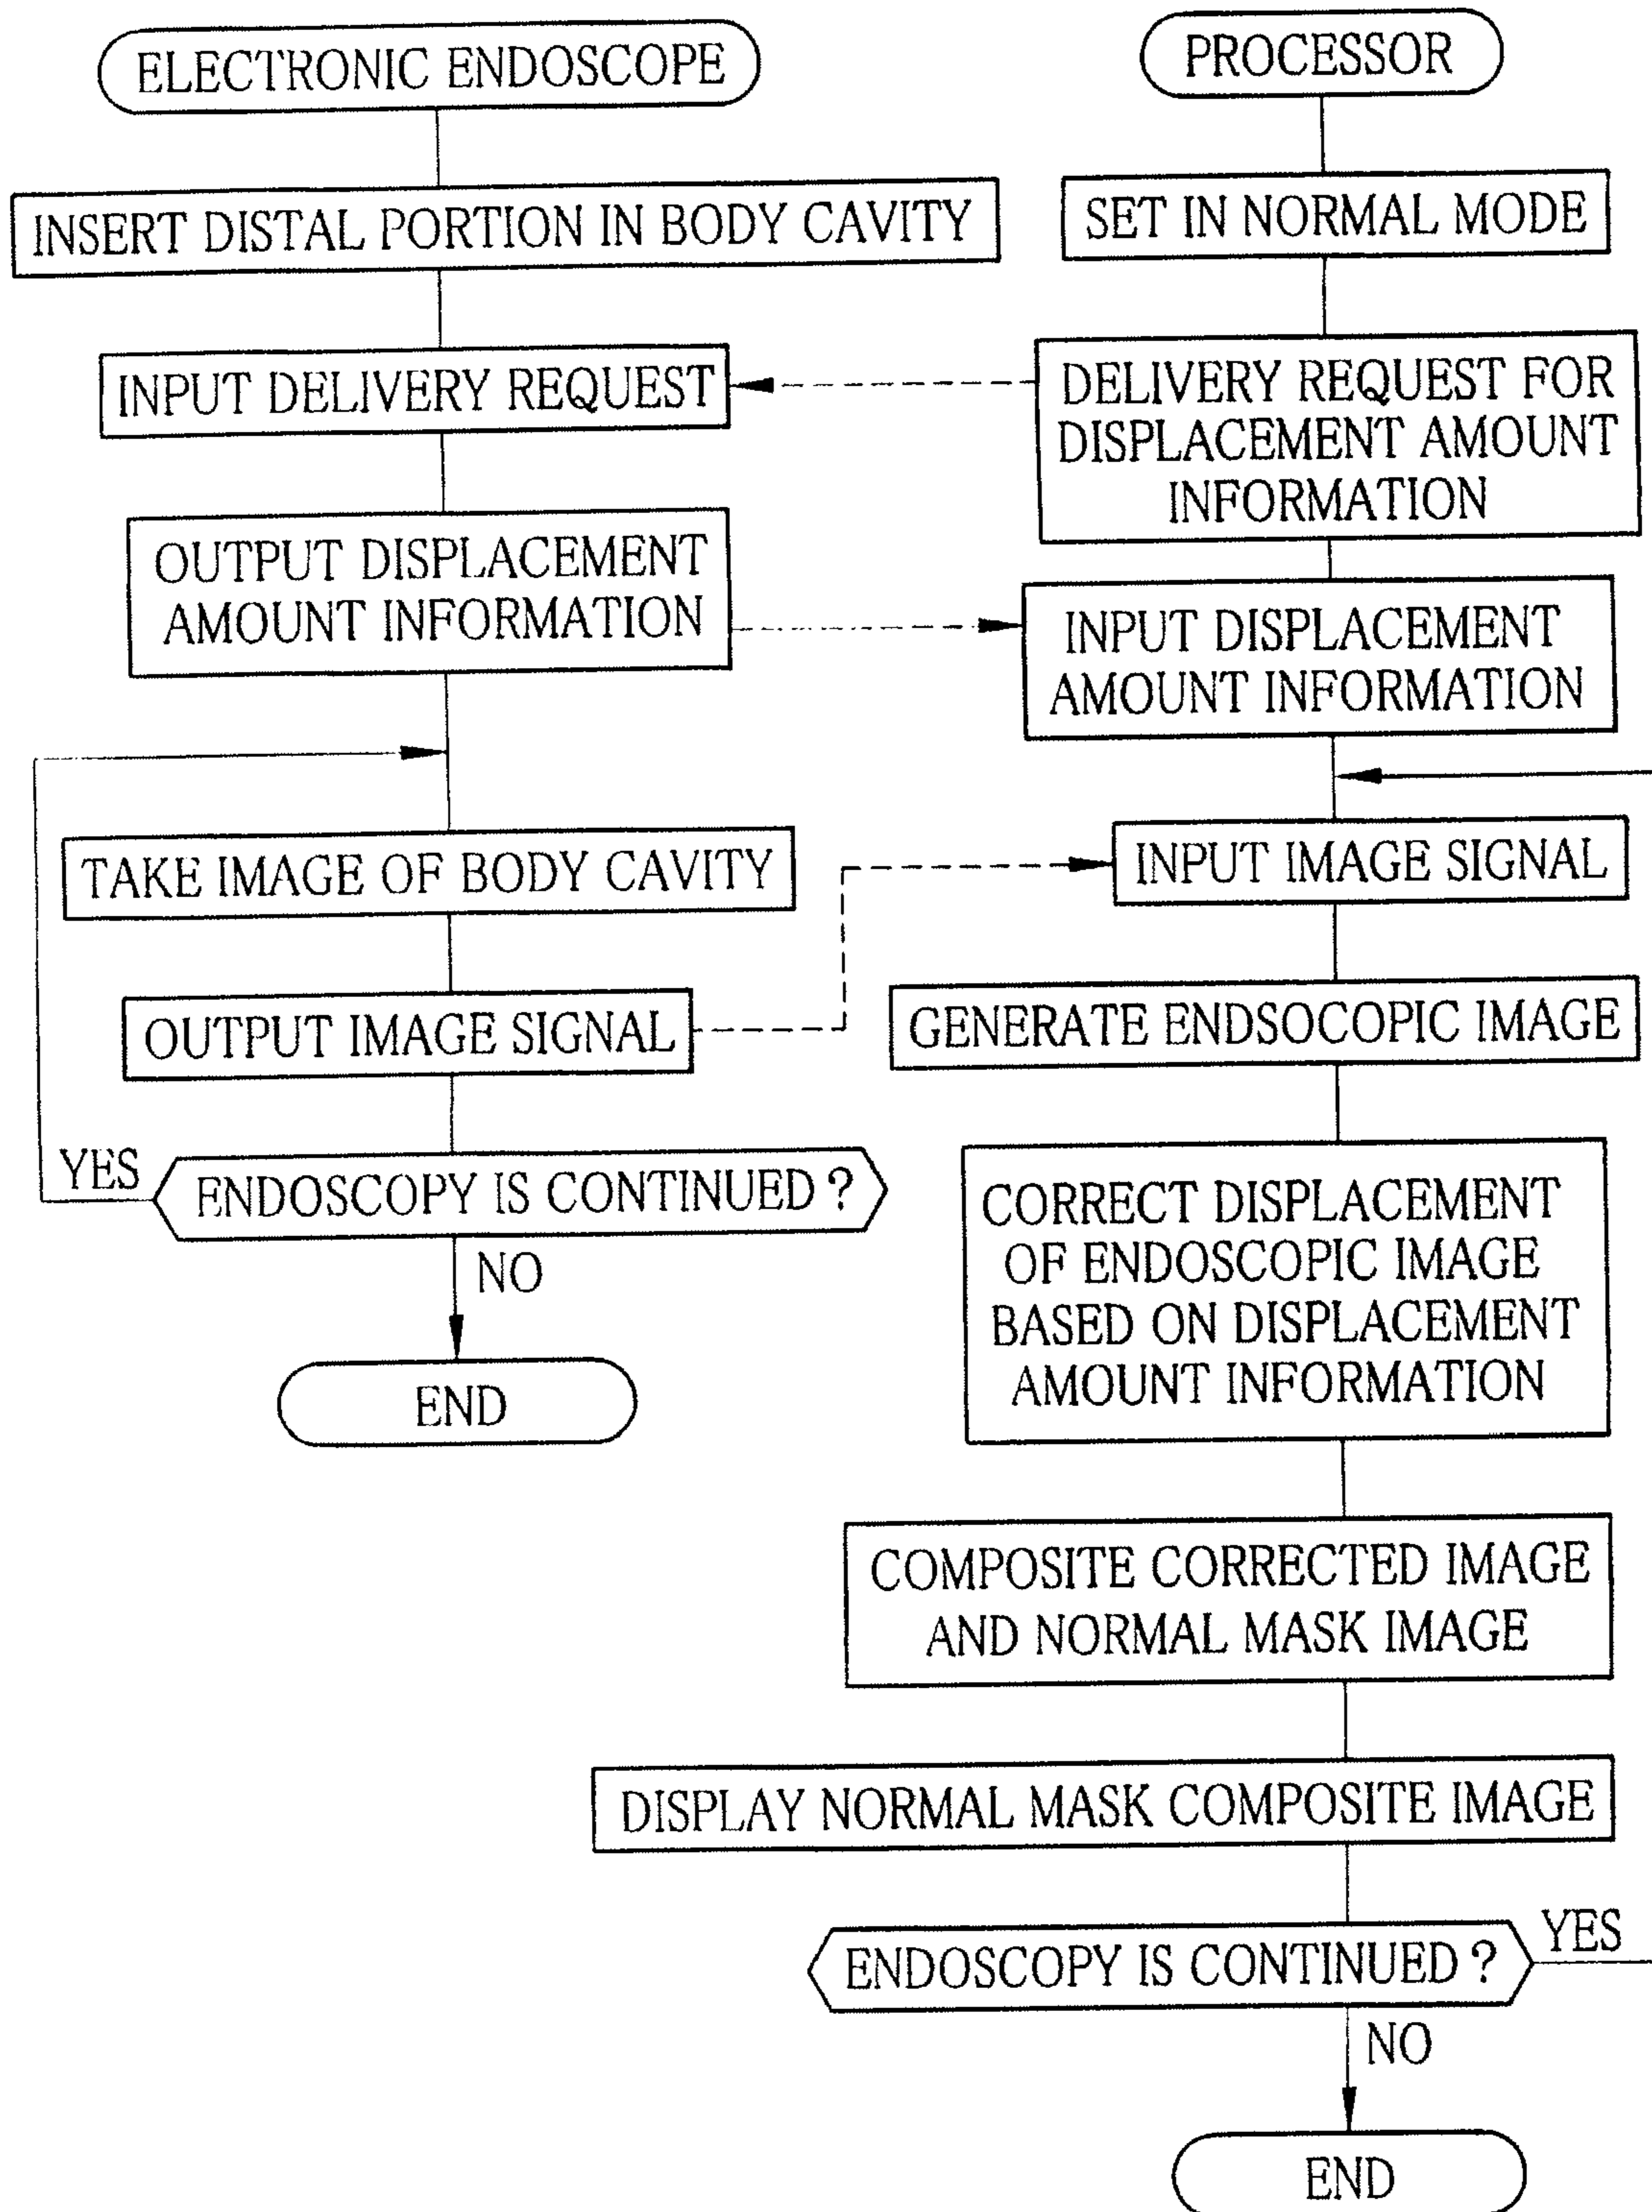 ELECTRONIC ENDOSCOPE
INSERT DISTAL PORTION IN BODY CAVITY
INPUT DELIVERY REQUEST
OUTPUT DISPLACEMENT
AMOUNT INFORMATION
TAKE IMAGE OF BODY CAVITY
OUTPUT IMAGE SIGNAL
YES
ENDOSCOPY IS CONTINUED ?
NO
END
PROCESSOR
SET IN NORMAL MODE
DELIVERY REQUEST FOR
DISPLACEMENT AMOUNT
INFORMATION
INPUT DISPLACEMENT
AMOUNT INFORMATION
INPUT IMAGE SIGNAL
GENERATE ENDSOCOPIC IMAGE
CORRECT DISPLACEMENT
OF ENDOSCOPIC IMAGE
BASED ON DISPLACEMENT
AMOUNT INFORMATION
COMPOSITE CORRECTED IMAGE
AND NORMAL MASK IMAGE
DISPLAY NORMAL MASK COMPOSITE IMAGE
ENDOSCOPY IS CONTINUED ?
YES
NO
END